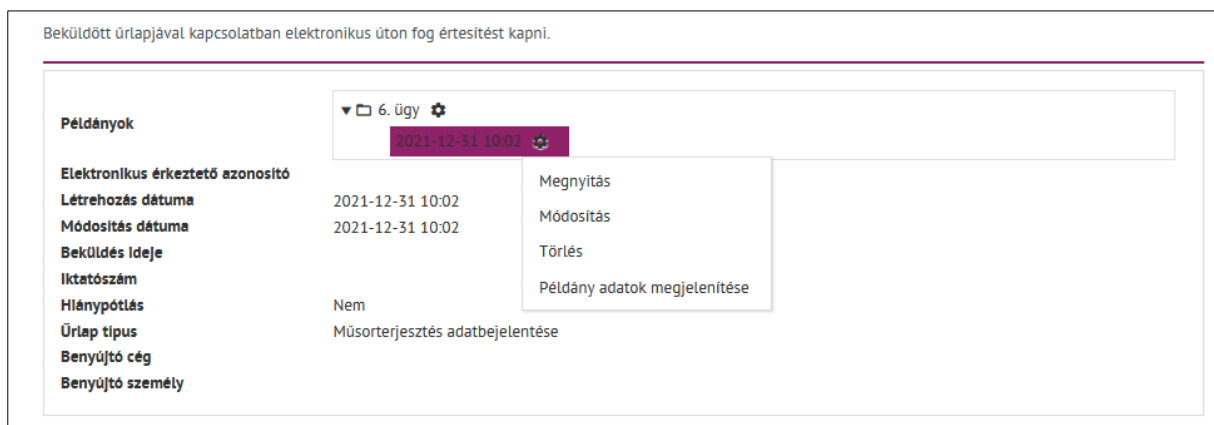 Beküldött űrlapjával kapcsolatban elektronikus úton fog értesítést kapni.
Példányok
6. ügy
2021-12-31 10:02
Elektronikus érkeztető azonosító
Létrehozás dátuma 2021-12-31 10:02
Módosítás dátuma 2021-12-31 10:02
Beküldés ideje
Iktatószám
Hiánypótlás Nem
Űrlap típus Műsorterjesztés adatbejelentése
Benyújtó cég
Benyújtó személy
Megnyitás
Módosítás
Törlés
Példány adatok megjelenítése